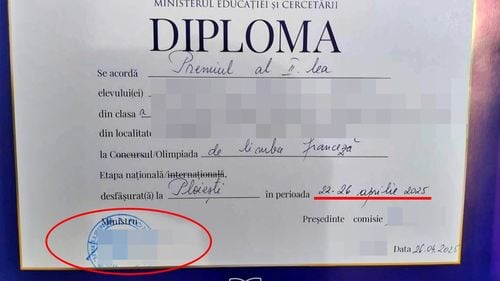 MINISTERUL EDUCAȚIEI ȘI CERCETĂRII
DIPLOMA
Se acordă Premiul al II-lea
elevului(ei)
din clasa a
din localitate
la Concursul/Olimpiada de limba franceză
Etapa națională/internațională,
desfășurat(ă) la Ploiești în perioada 22-26 aprilie 2025
Ministru
Președinte comisie
Data 26.04.2025